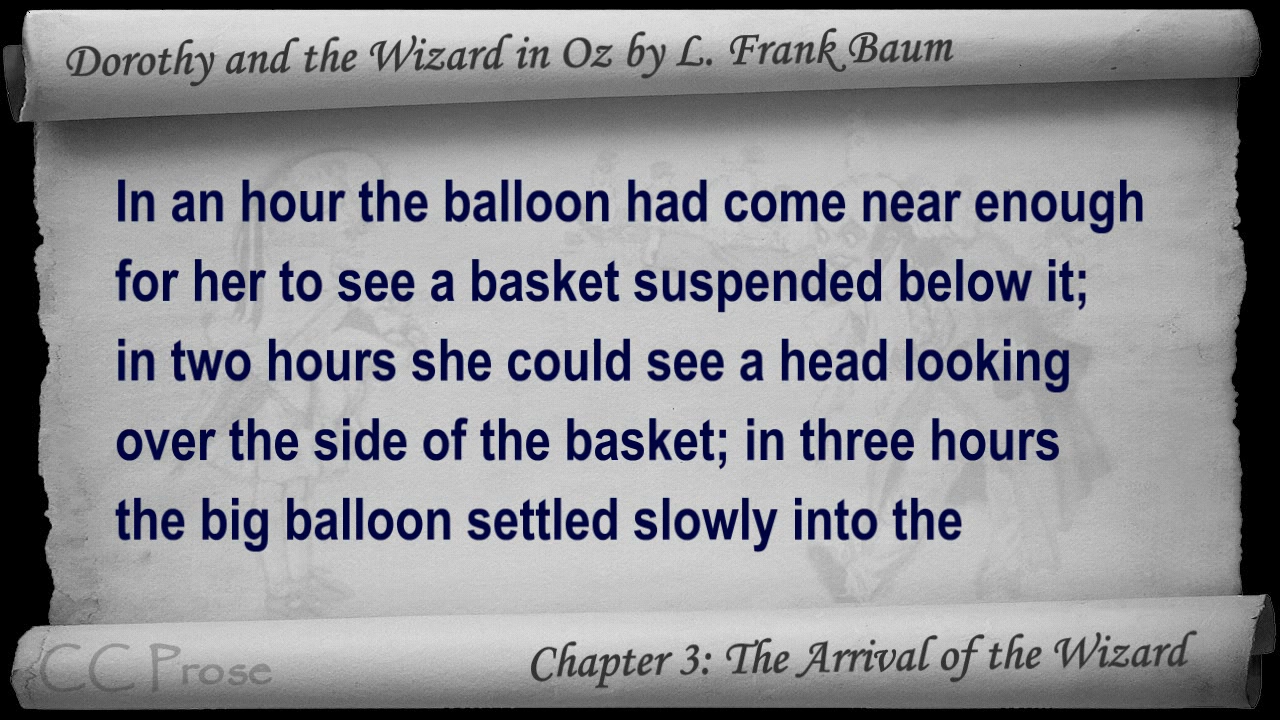 Dorothy and the Wizard in Oz by L. Frank Baum
In an hour the balloon had come near enough
for her to see a basket suspended below it;
in two hours she could see a head looking
over the side of the basket; in three hours
the big balloon settled slowly into the
CC Prose
Chapter 3: The Arrival of the Wizard